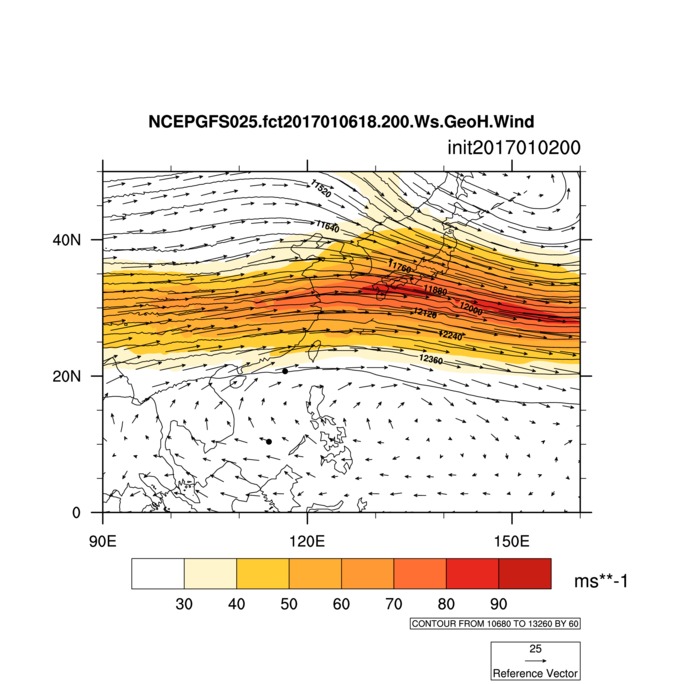 NCEPGFS025.fct2017010618.200.Ws.GeoH.Wind
init2017010200
11520
11640
40N
11760
11880
12000
12120
12240
12360
20N
0
90E 120E 150E
ms**-1
30 40 50 60 70 80 90
CONTOUR FROM 10680 TO 13260 BY 60
25
Reference Vector